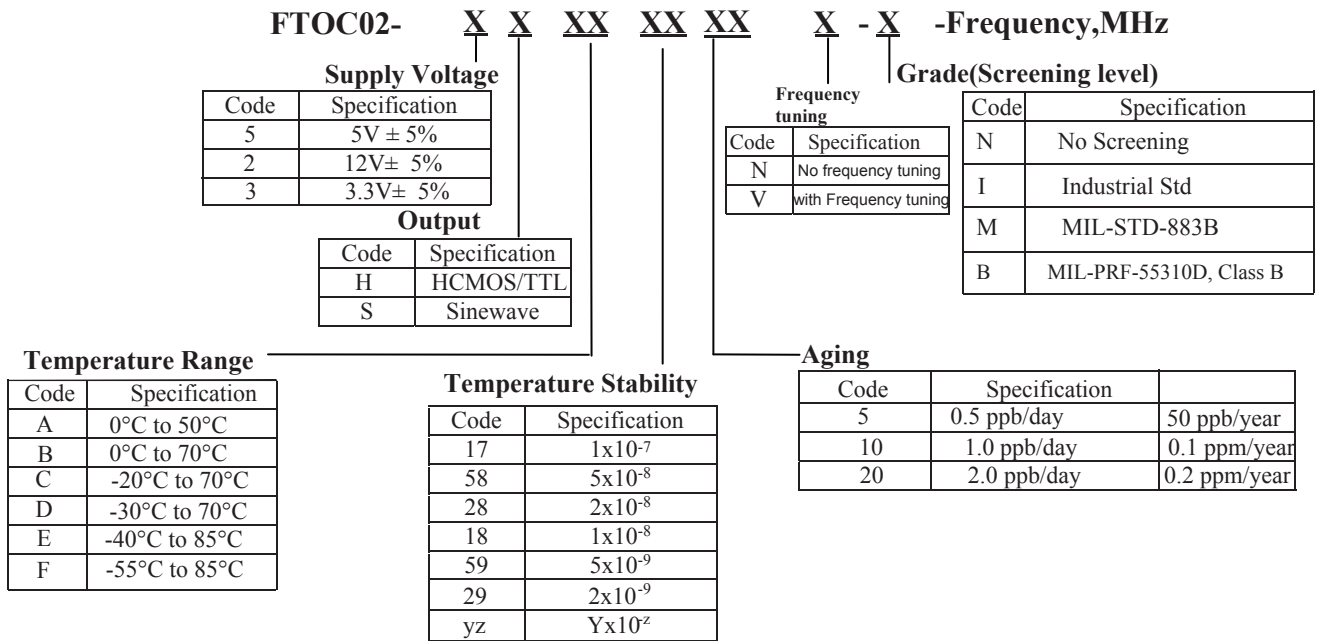 FTOC02- X X XX XX XX X - X -Frequency,MHz
Supply Voltage
Code Specification
5 5V ± 5%
2 12V± 5%
3 3.3V± 5%
Output
Code Specification
H HCMOS/TTL
S Sinewave
Frequency
tuning
Code Specification
N No frequency tuning
V with Frequency tuning
Grade(Screening level)
Code Specification
N No Screening
I Industrial Std
M MIL-STD-883B
B MIL-PRF-55310D, Class B
Temperature Range
Code Specification
A 0°C to 50°C
B 0°C to 70°C
C -20°C to 70°C
D -30°C to 70°C
E -40°C to 85°C
F -55°C to 85°C
Temperature Stability
Code Specification
17 1x10-7
58 5x10-8
28 2x10-8
18 1x10-8
59 5x10-9
29 2x10-9
yz Yx10-z
Aging
Code Specification
5 0.5 ppb/day 50 ppb/year
10 1.0 ppb/day 0.1 ppm/year
20 2.0 ppb/day 0.2 ppm/year